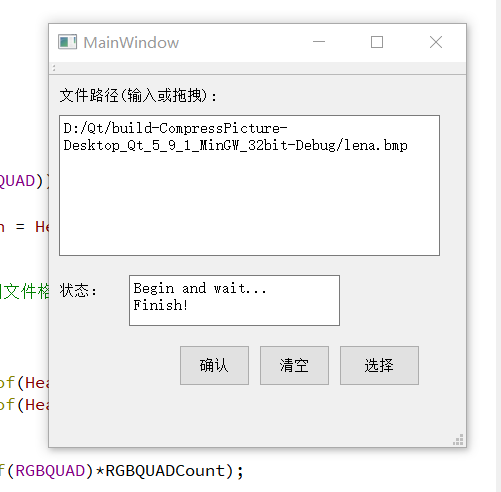 MainWindow
文件路径(输入或拖拽):
D:/Qt/build-CompressPicture-
Desktop_Qt_5_9_1_MinGW_32bit-Debug/lena.bmp
QUAD))
n = He
文件格
状态:
Begin and wait...
Finish!
确认 清空 选择
of(Hea
of(Hea
f(RGBQUAD)*RGBQUADCount);